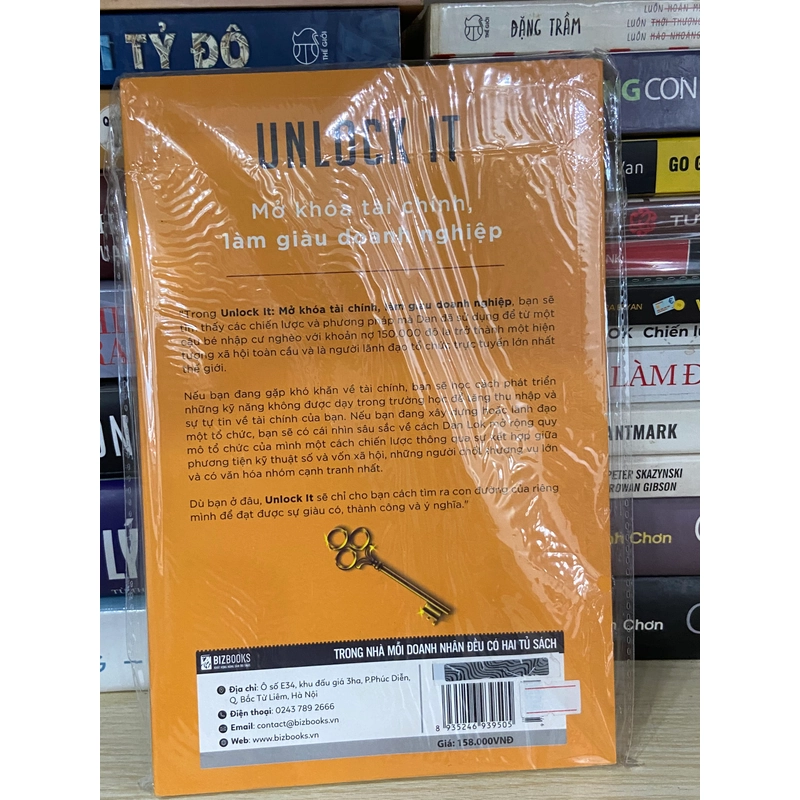 TỶ ĐÔ
THẾ GIỚI
ĐẶNG TRẦM
THẾ GIỚI
UNLOCK IT
Mở khóa tài chính,
làm giàu doanh nghiệp
"Trong Unlock It: Mở khóa tài chính, làm giàu doanh nghiệp, bạn sẽ
tìm thấy các chiến lược và phương pháp mà Dan đã sử dụng để từ một
cậu bé nhập cư nghèo với khoản nợ 150.000 đô la trở thành một hiện
tượng xã hội toàn cầu và là người lãnh đạo tổ chức trực tuyến lớn nhất
thế giới.
Nếu bạn đang gặp khó khăn về tài chính, bạn sẽ học cách phát triển
những kỹ năng không được dạy trong trường học để tăng thu nhập và
sự tự tin về tài chính của bạn. Nếu bạn đang xây dựng hoặc lãnh đạo
một tổ chức, bạn sẽ có cái nhìn sâu sắc về cách Dan Lok mở rộng quy
mô tổ chức của mình một cách chiến lược thông qua sự kết hợp giữa
phương tiện kỹ thuật số và vốn xã hội, những người chơi thương vụ lớn
và có văn hóa nhóm cạnh tranh nhất.
Dù bạn ở đâu, Unlock It sẽ chỉ cho bạn cách tìm ra con đường của riêng
mình để đạt được sự giàu có, thành công và ý nghĩa."
BIZBOOKS
TRONG NHÀ MỖI DOANH NHÂN ĐỀU CÓ HAI TỦ SÁCH
Địa chỉ: Ô số E34, khu đấu giá 3ha, P.Phúc Diễn,
Q, Bắc Từ Liêm, Hà Nội
Điện thoại: 0243 789 2666
Email: contact@bizbooks.vn
Web: www.bizbooks.vn
8 935246 939505
Giá: 158.000VNĐ
CON
GO
Chiến
LÀM
ANTMARK
PETER SKAZYNSKI
ROWAN GIBSON
Chơn
Chơn
LÝ